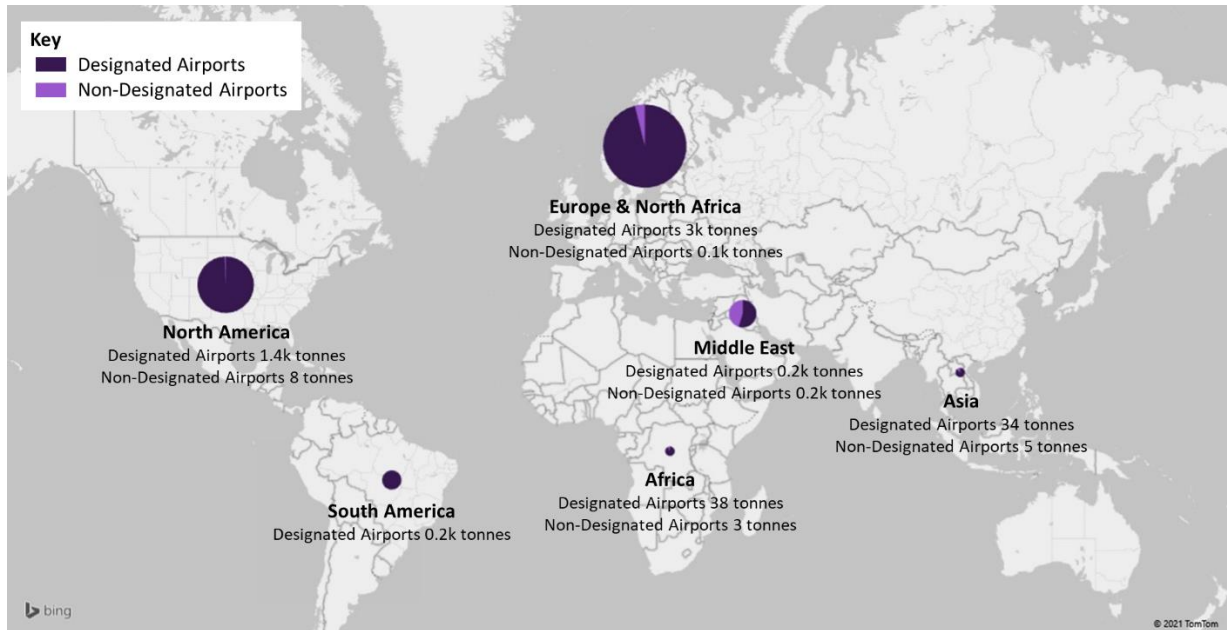 Key
Designated Airports
Non-Designated Airports
Europe & North Africa
Designated Airports 3k tonnes
Non-Designated Airports 0.1k tonnes
North America
Designated Airports 1.4k tonnes
Non-Designated Airports 8 tonnes
Middle East
Designated Airports 0.2k tonnes
Non-Designated Airports 0.2k tonnes
Asia
Designated Airports 34 tonnes
Non-Designated Airports 5 tonnes
Africa
Designated Airports 38 tonnes
Non-Designated Airports 3 tonnes
South America
Designated Airports 0.2k tonnes
bing
© 2021 TomTom